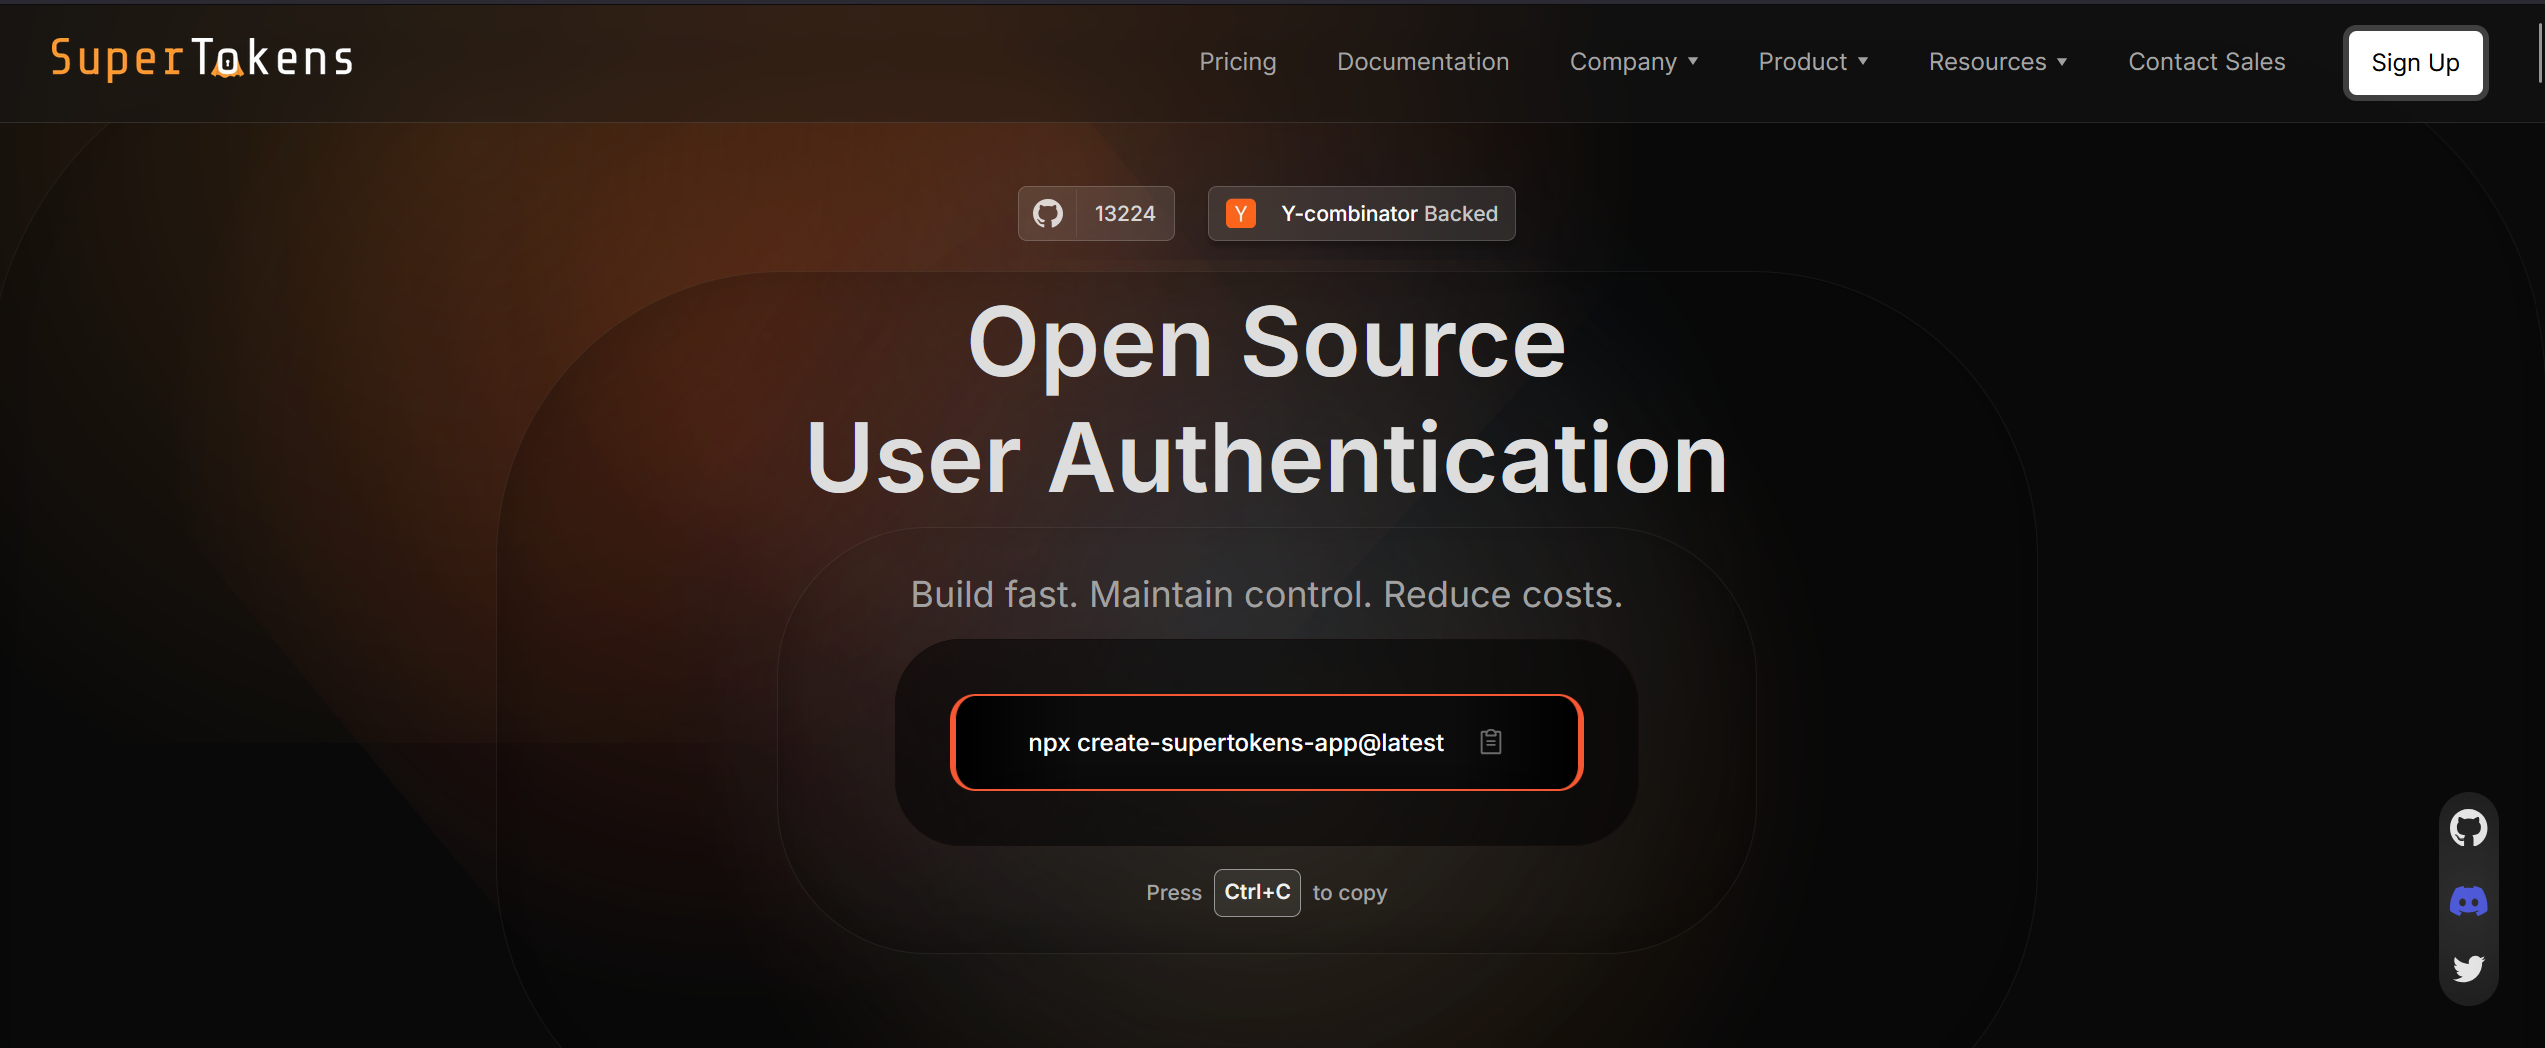 SuperTokens
Pricing Documentation Company Product Resources Contact Sales Sign Up
13224 Y Y-combinator Backed
Open Source
User Authentication
Build fast. Maintain control. Reduce costs.
npx create-supertokens-app@latest
Press Ctrl+C to copy